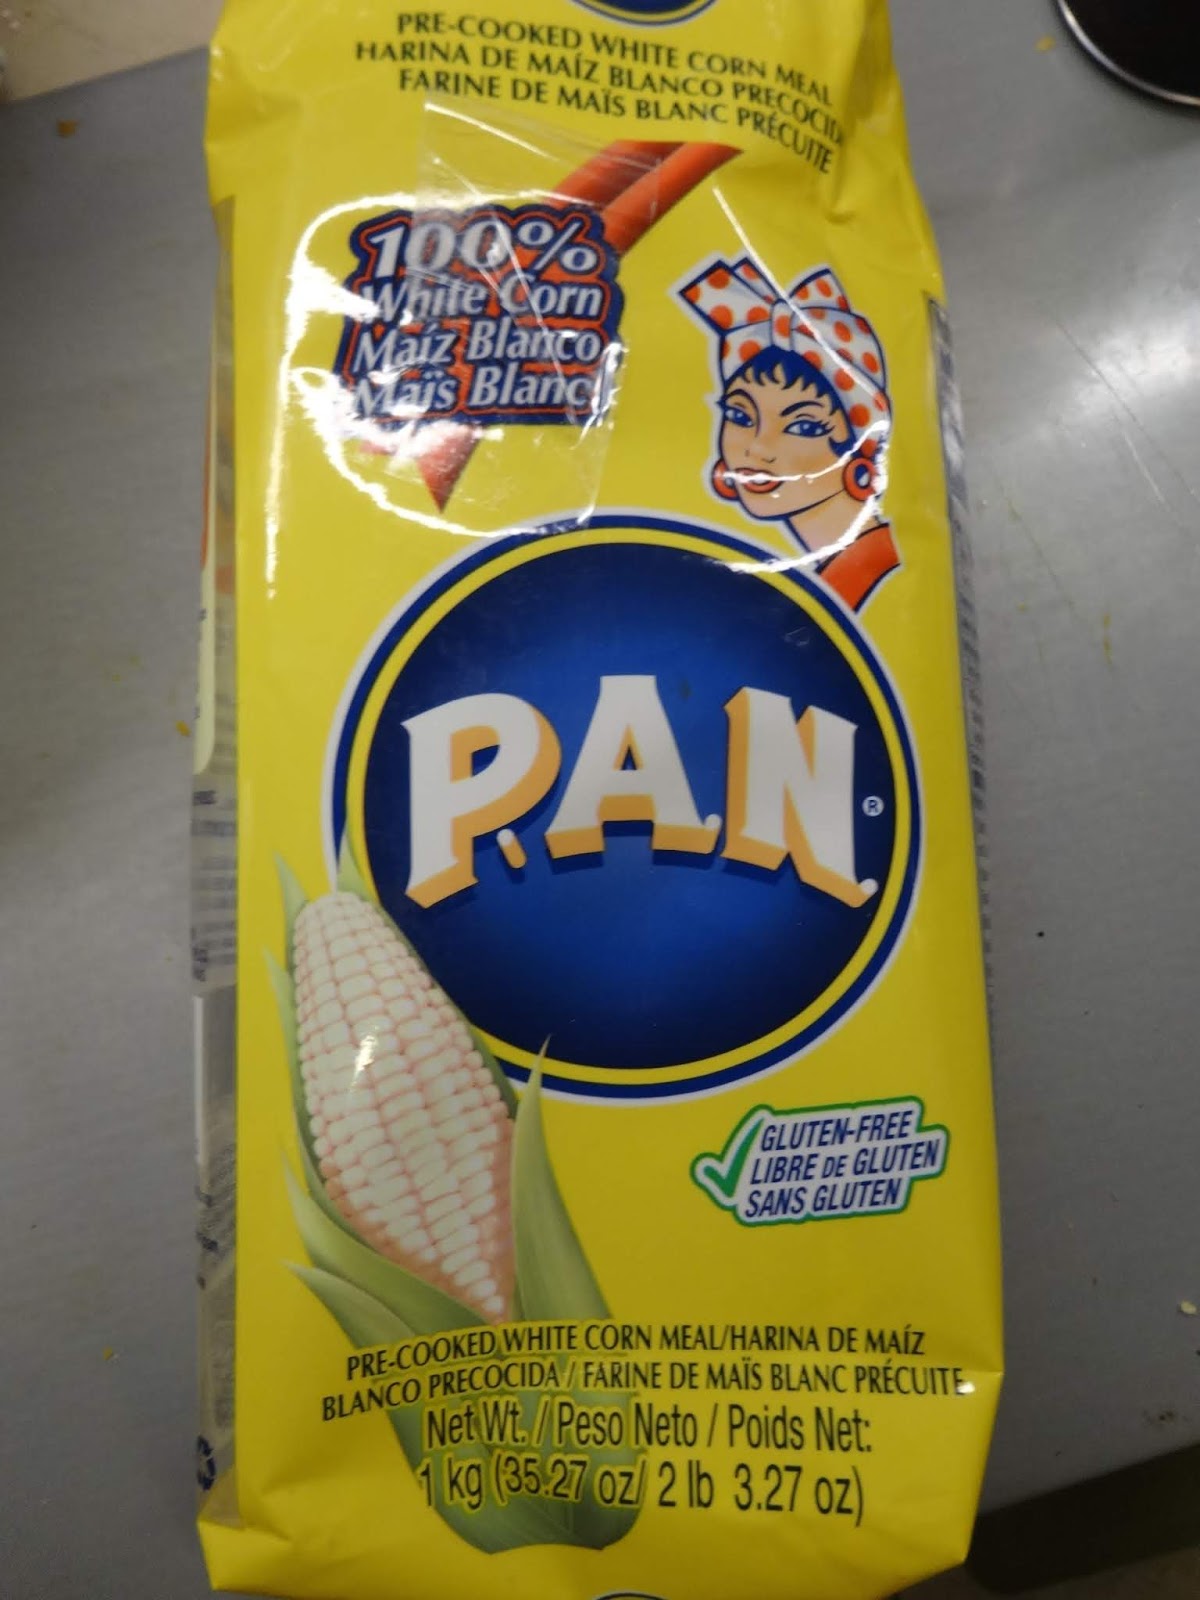 PRE-COOKED WHITE CORN MEAL
HARINA DE MAÍZ BLANCO PRECOCIDA
FARINE DE MAÏS BLANC PRÉCUITE
100%
White Corn
Maíz Blanco
Maïs Blanc
P.A.N.
®
GLUTEN-FREE
LIBRE DE GLUTEN
SANS GLUTEN
PRE-COOKED WHITE CORN MEAL/HARINA DE MAÍZ
BLANCO PRECOCIDA / FARINE DE MAÏS BLANC PRÉCUITE
Net Wt. / Peso Neto / Poids Net:
1 kg (35.27 oz/ 2 lb 3.27 oz)